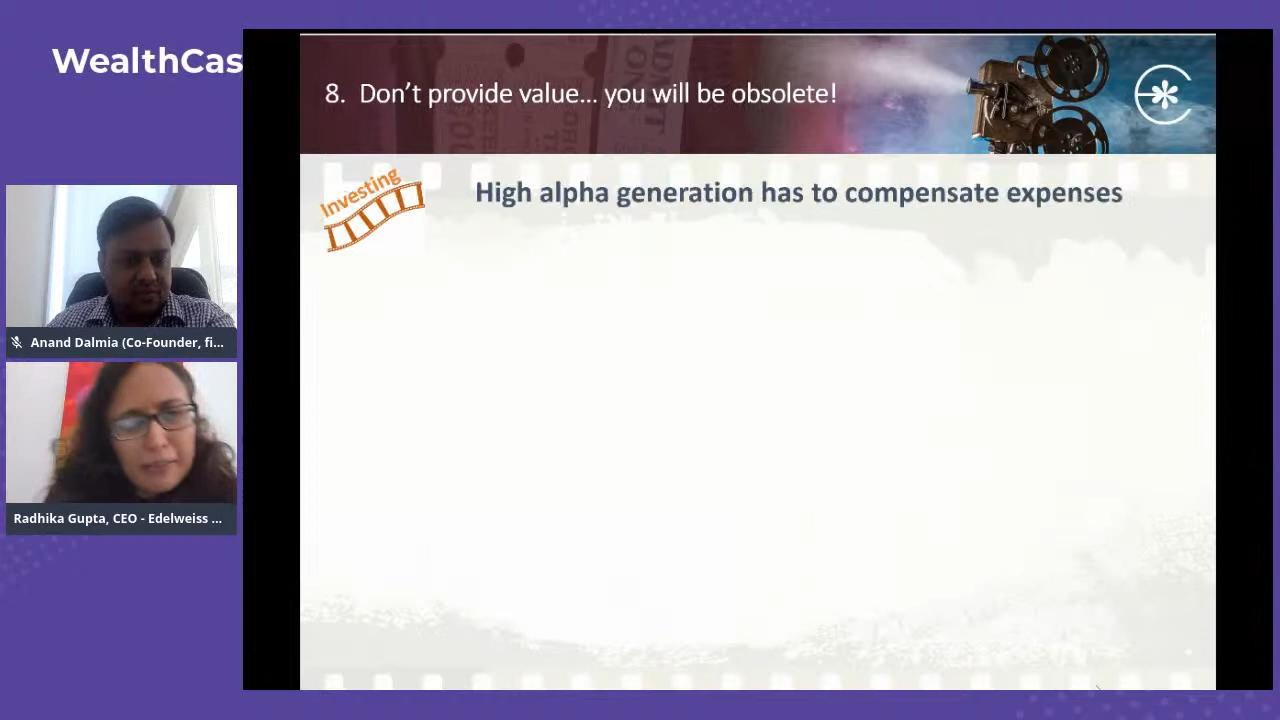 WealthCas
8. Don't provide value... you will be obsolete!
Investing
High alpha generation has to compensate expenses
Anand Dalmia (Co-Founder, fi...
Radhika Gupta, CEO - Edelweiss ...